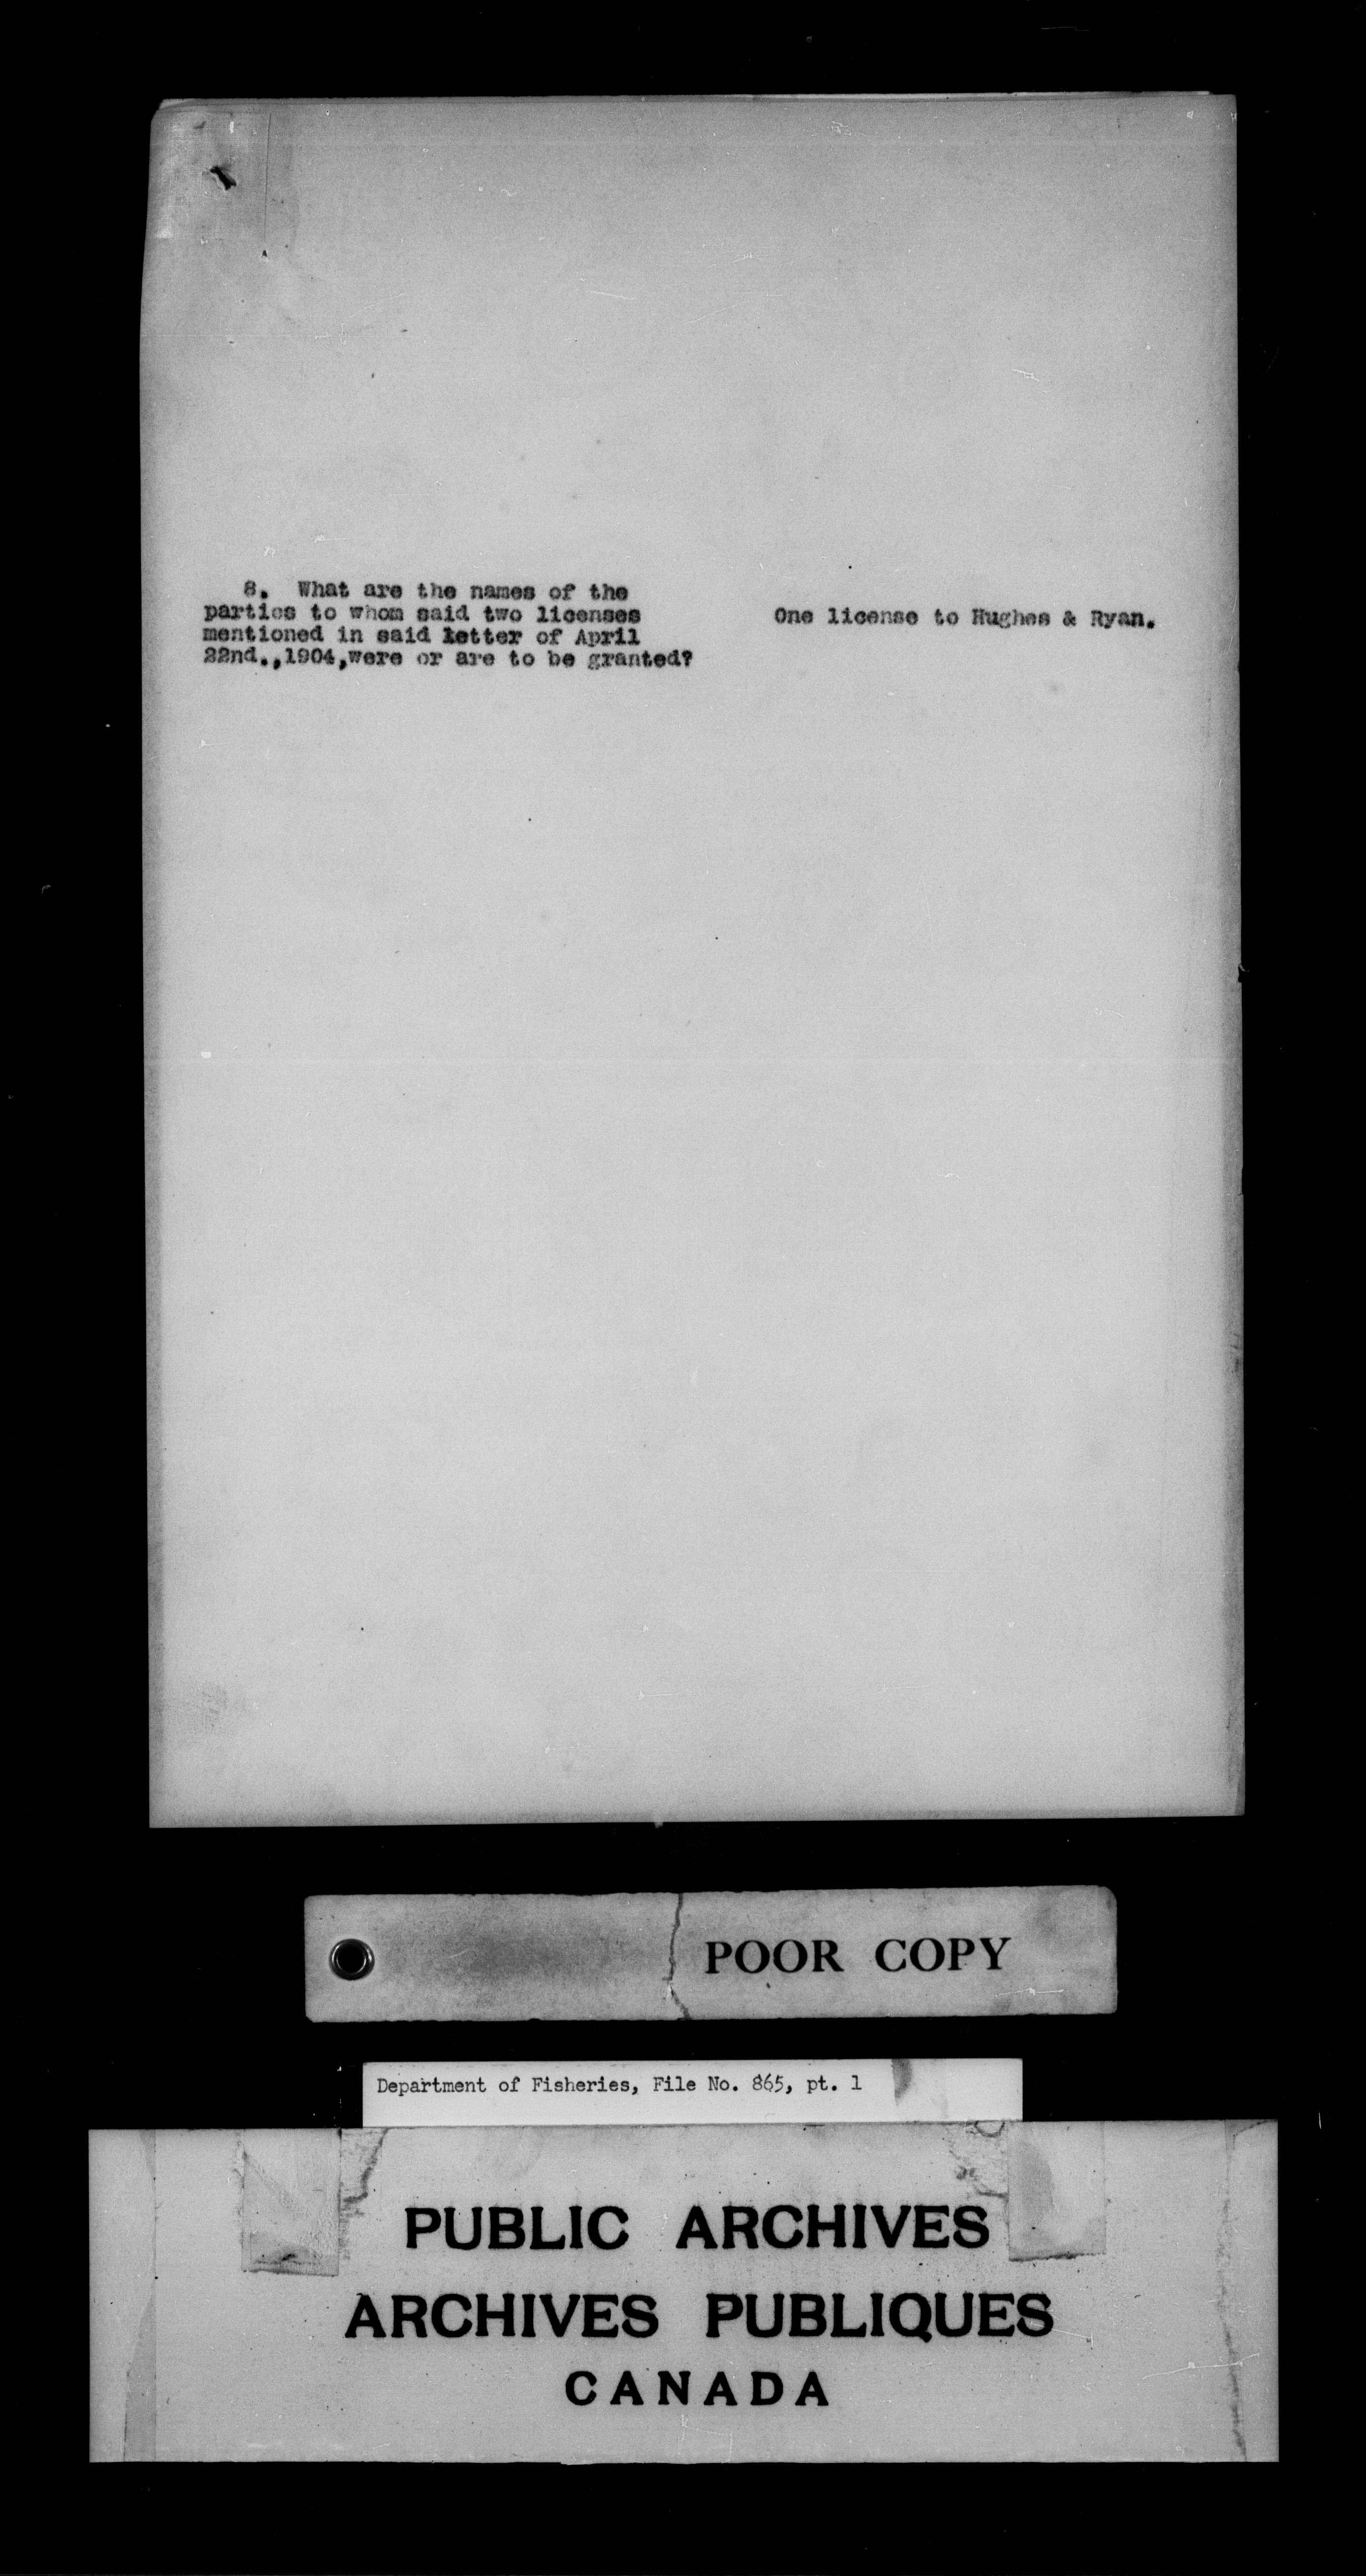 8. What are the names of the
parties to whom said two licenses
mentioned in said letter of April
22nd.,1904,were or are to be granted?
One license to Hughes & Ryan.
POOR COPY
Department of Fisheries, File No. 865, pt. 1
PUBLIC ARCHIVES
ARCHIVES PUBLIQUES
CANADA